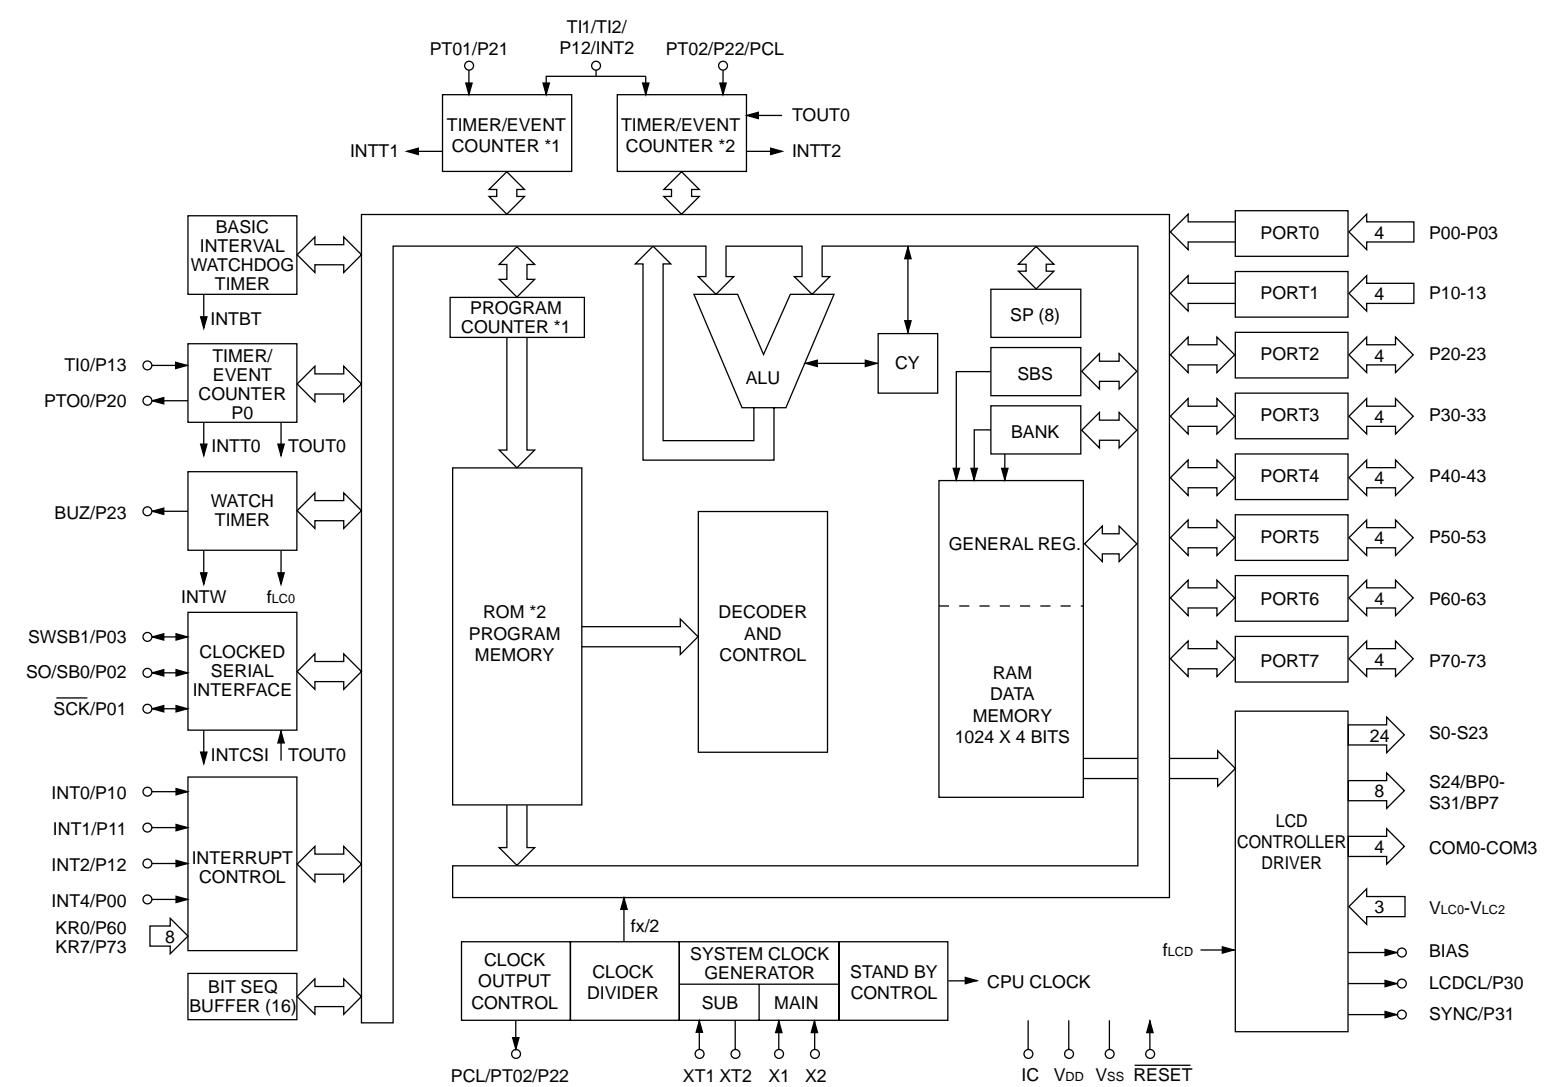 TI1/TI2/
P12/INT2
PT01/P21
PT02/P22/PCL
TIMER/EVENT
COUNTER *1
TIMER/EVENT
COUNTER *2
TOUT0
INTT1
INTT2
BASIC
INTERVAL
WATCHDOG
TIMER
INTBT
TI0/P13
PTO0/P20
TIMER/
EVENT
COUNTER
P0
INTT0
TOUT0
BUZ/P23
WATCH
TIMER
INTW
fLC0
SWSB1/P03
SO/SB0/P02
SCK/P01
CLOCKED
SERIAL
INTERFACE
INTCSI
TOUT0
INT0/P10
INT1/P11
INT2/P12
INT4/P00
KR0/P60
KR7/P73
8
INTERRUPT
CONTROL
BIT SEQ
BUFFER (16)
PROGRAM
COUNTER *1
ALU
CY
SP (8)
SBS
BANK
ROM *2
PROGRAM
MEMORY
DECODER
AND
CONTROL
GENERAL REG.
RAM
DATA
MEMORY
1024 X 4 BITS
fx/2
CLOCK
OUTPUT
CONTROL
CLOCK
DIVIDER
SYSTEM CLOCK
GENERATOR
SUB
MAIN
STAND BY
CONTROL
CPU CLOCK
PCL/PT02/P22
XT1
XT2
X1
X2
IC
VDD
VSS
RESET
PORT0
4
P00-P03
PORT1
4
P10-13
PORT2
4
P20-23
PORT3
4
P30-33
PORT4
4
P40-43
PORT5
4
P50-53
PORT6
4
P60-63
PORT7
4
P70-73
LCD
CONTROLLER
DRIVER
fLCD
24
S0-S23
8
S24/BP0-
S31/BP7
4
COM0-COM3
3
VLC0-VLC2
BIAS
LCDCL/P30
SYNC/P31